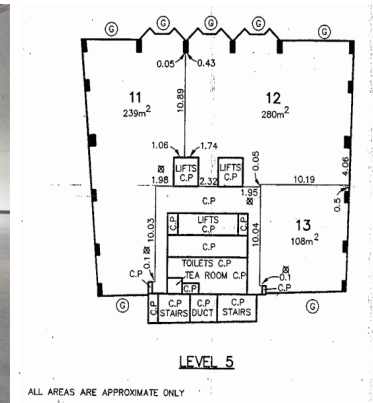 G G G G
0.05 0.43
11
239m²
12
280m²
10.89
1.06 1.74
LIFTS
C.P
LIFTS
C.P
0.05
4.06
1.98 2.32 1.95 10.19
0.5
C.P
C.P LIFTS C.P C.P
C.P
10.03
10.04
13
108m²
TOILETS C.P
TEA ROOM C.P
0.1
C.P
C.P
0.1
C.P
G G
C.P
C.P
STAIRS
C.P
DUCT
C.P
STAIRS
LEVEL 5
ALL AREAS ARE APPROXIMATE ONLY